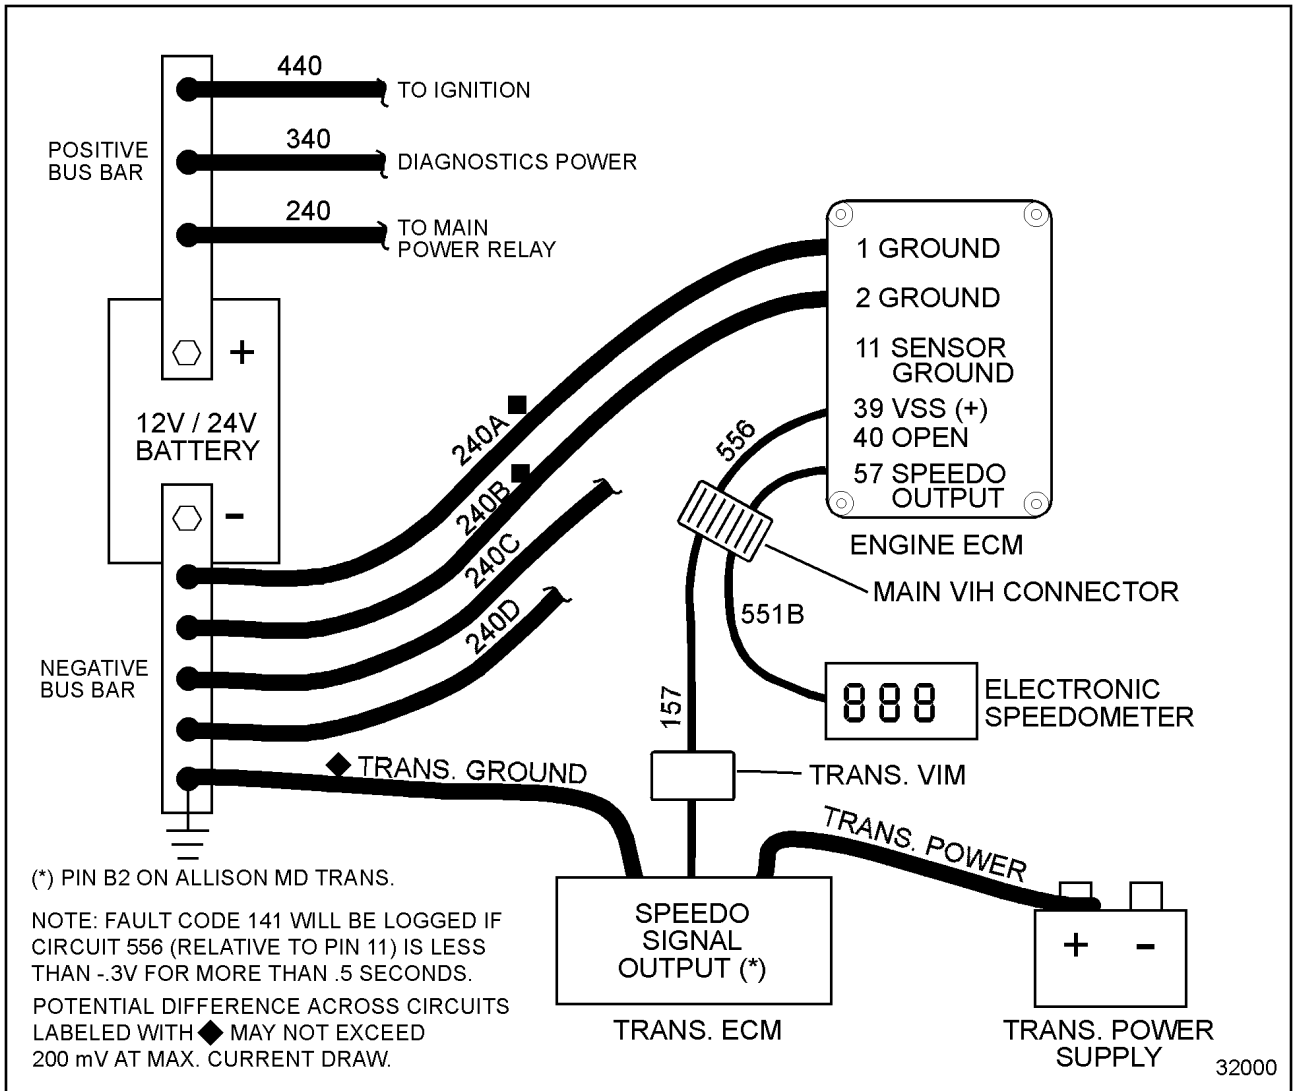 440
TO IGNITION
340
DIAGNOSTICS POWER
POSITIVE
BUS BAR
240
TO MAIN
POWER RELAY
+
12V / 24V
BATTERY
-
1 GROUND
2 GROUND
11 SENSOR
GROUND
39 VSS (+)
40 OPEN
57 SPEEDO
OUTPUT
ENGINE ECM
240A
240B
240C
240D
556
MAIN VIH CONNECTOR
551B
NEGATIVE
BUS BAR
157
888
ELECTRONIC
SPEEDOMETER
TRANS. GROUND
TRANS. VIM
TRANS. POWER
SPEEDO
SIGNAL
OUTPUT (*)
TRANS. ECM
+ -
TRANS. POWER
SUPPLY
(*) PIN B2 ON ALLISON MD TRANS.
NOTE: FAULT CODE 141 WILL BE LOGGED IF
CIRCUIT 556 (RELATIVE TO PIN 11) IS LESS
THAN -.3V FOR MORE THAN .5 SECONDS.
POTENTIAL DIFFERENCE ACROSS CIRCUITS
LABELED WITH ◆ MAY NOT EXCEED
200 mV AT MAX. CURRENT DRAW.
32000